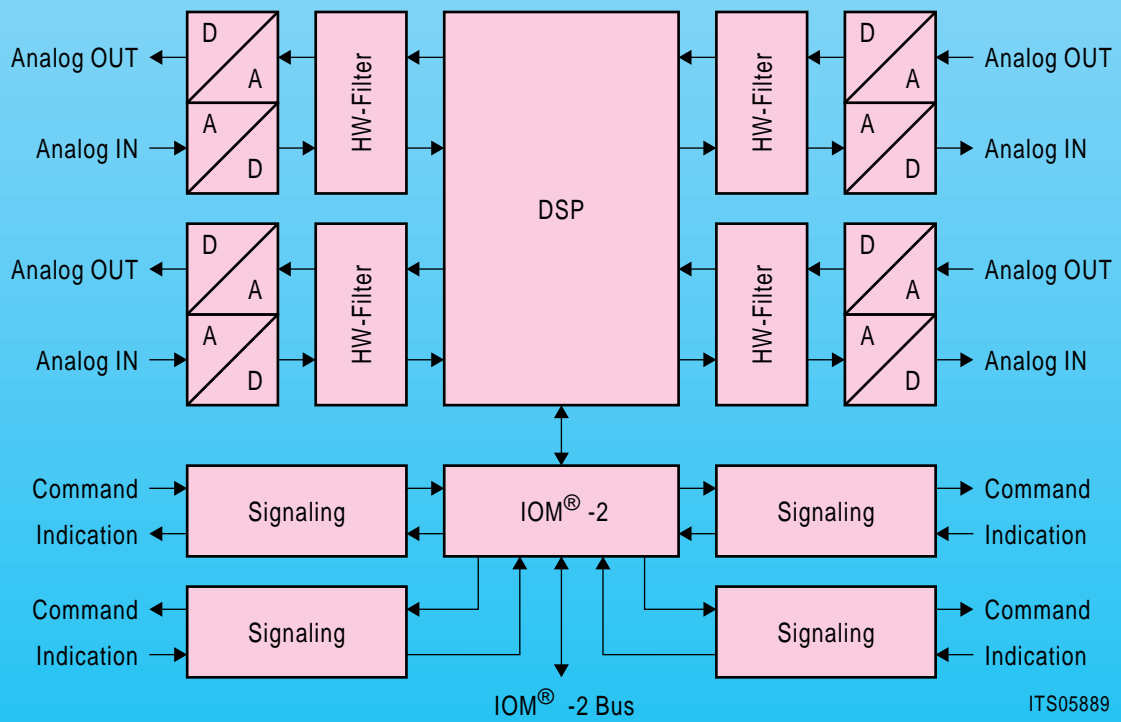 D
A
Analog OUT
A
D
Analog IN
HW-Filter
DSP
HW-Filter
D
A
Analog OUT
A
D
Analog IN
D
A
Analog OUT
A
D
Analog IN
HW-Filter
HW-Filter
D
A
Analog OUT
A
D
Analog IN
Command
Indication
Signaling
IOM® -2
Signaling
Command
Indication
Command
Indication
Signaling
Signaling
Command
Indication
IOM® -2 Bus
ITS05889